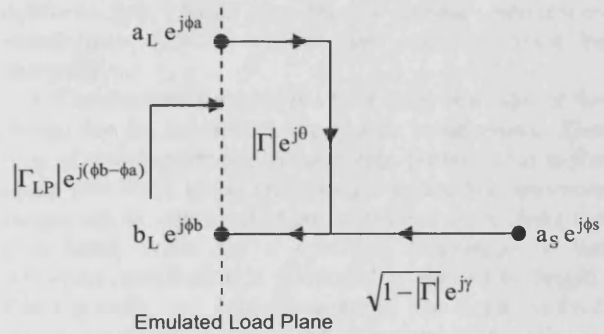 a_L e^{jϕa}
|Γ|e^{jθ}
|Γ_LP|e^{j(ϕb–ϕa)}
b_L e^{jϕb}
a_S e^{jϕs}
√1–|Γ| e^{jγ}
Emulated Load Plane